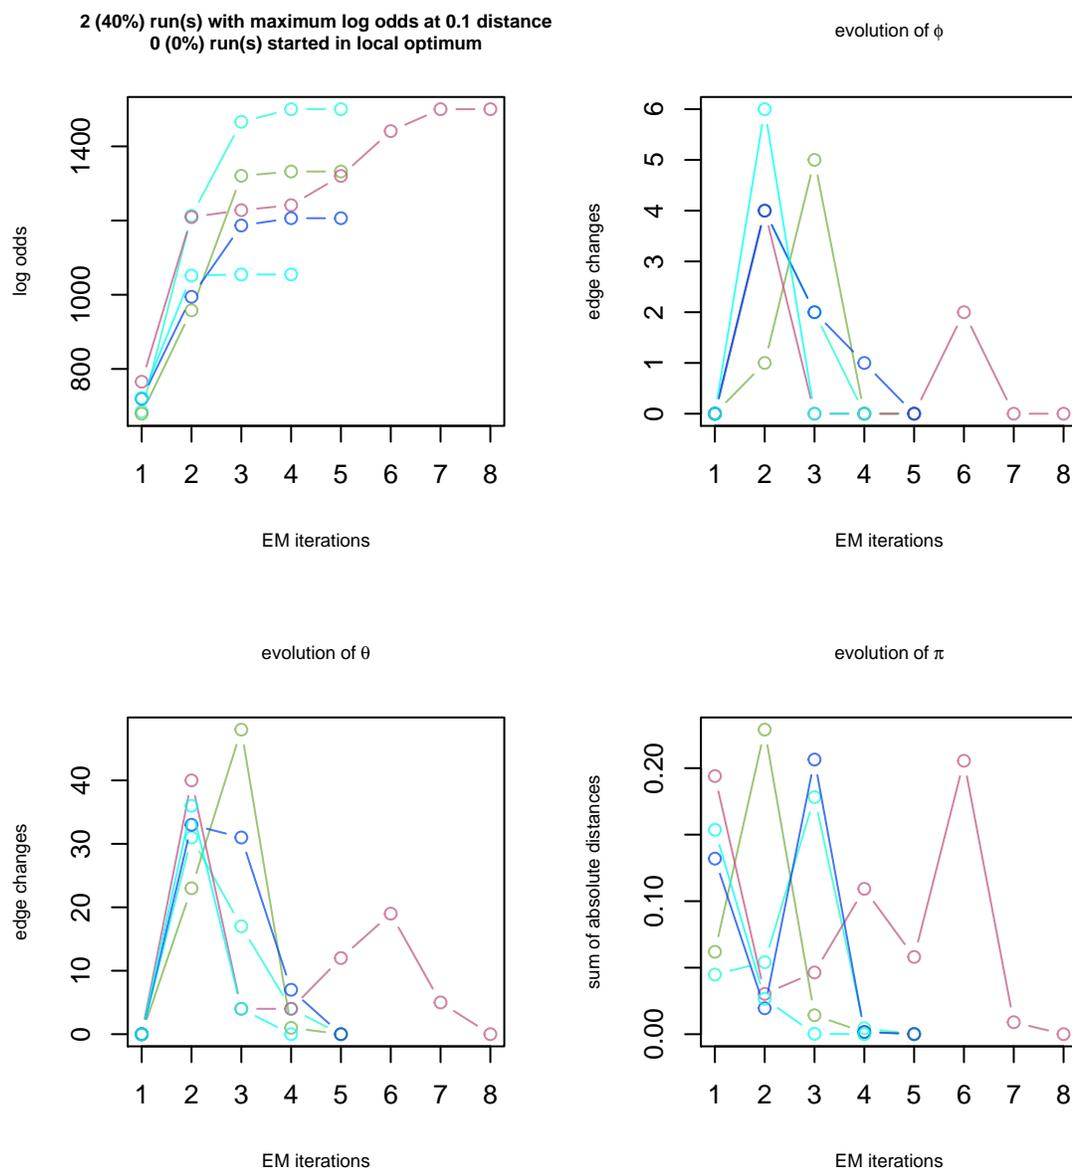 2 (40%) run(s) with maximum log odds at 0.1 distance
0 (0%) run(s) started in local optimum
log odds
1400
1000
800
1 2 3 4 5 6 7 8
EM iterations
evolution of ϕ
edge changes
6
5
4
3
2
1
0
1 2 3 4 5 6 7 8
EM iterations
evolution of θ
edge changes
40
30
20
10
0
1 2 3 4 5 6 7 8
EM iterations
evolution of π
sum of absolute distances
0.20
0.10
0.00
1 2 3 4 5 6 7 8
EM iterations